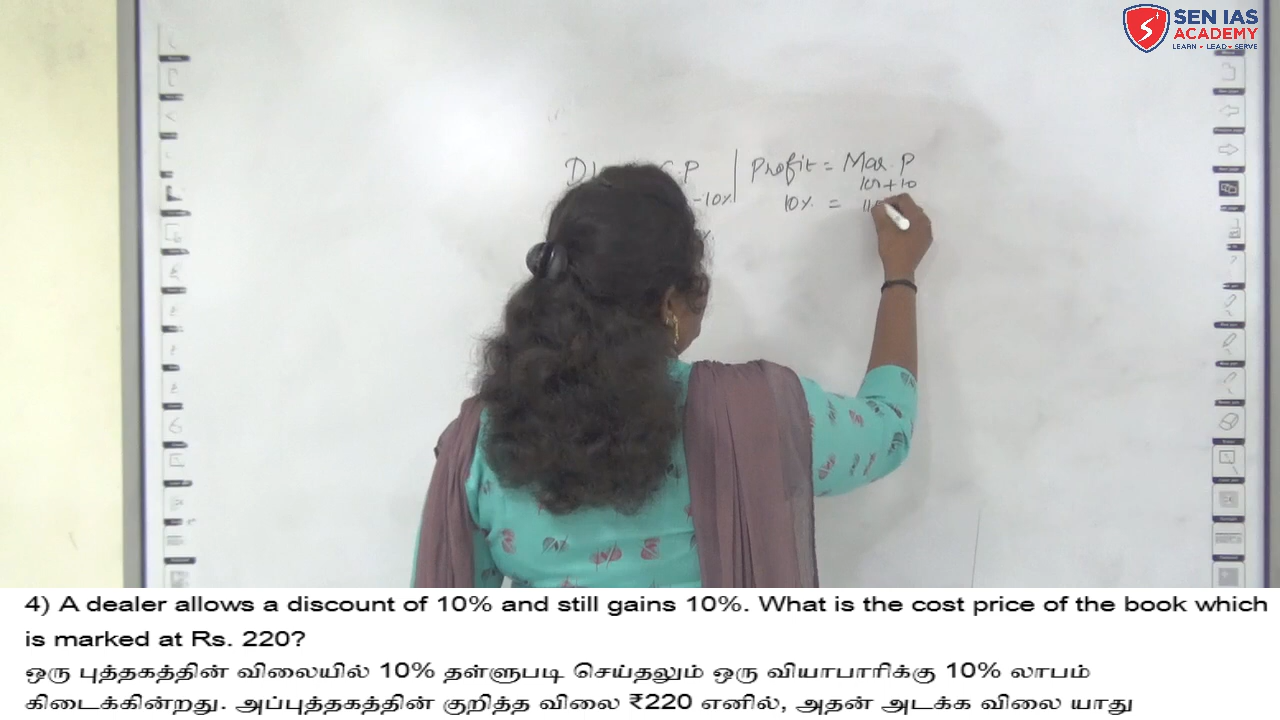 SEN IAS
ACADEMY
LEARN • LEAD • SERVE
P | Profit = Mar. P
100+10
-10% 10% =
4) A dealer allows a discount of 10% and still gains 10%. What is the cost price of the book which
is marked at Rs. 220?
ஒரு புத்தகத்தின் விலையில் 10% தள்ளுபடி செய்தலும் ஒரு வியாபாரிக்கு 10% லாபம்
கிடைக்கின்றது. அப்புத்தகத்தின் குறித்த விலை ₹220 எனில், அதன் அடக்க விலை யாது